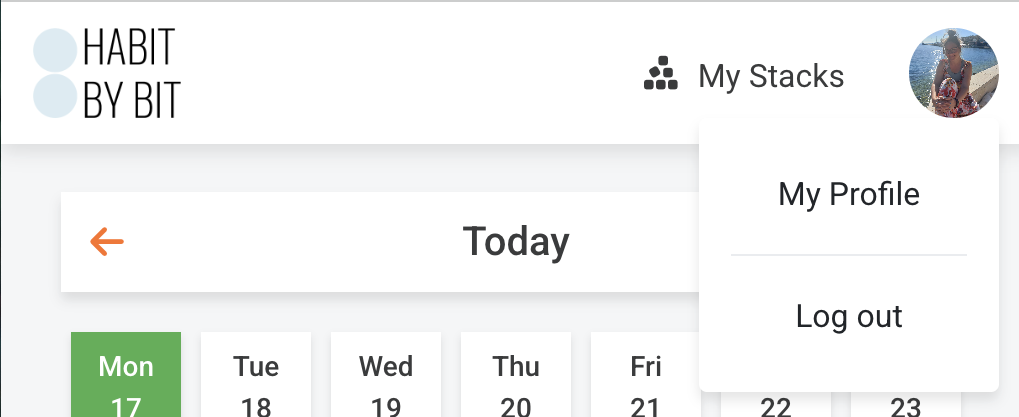 HABIT
BY BIT
My Stacks
My Profile
Log out
Today
Mon
17
Tue
18
Wed
19
Thu
20
Fri
21
22
23